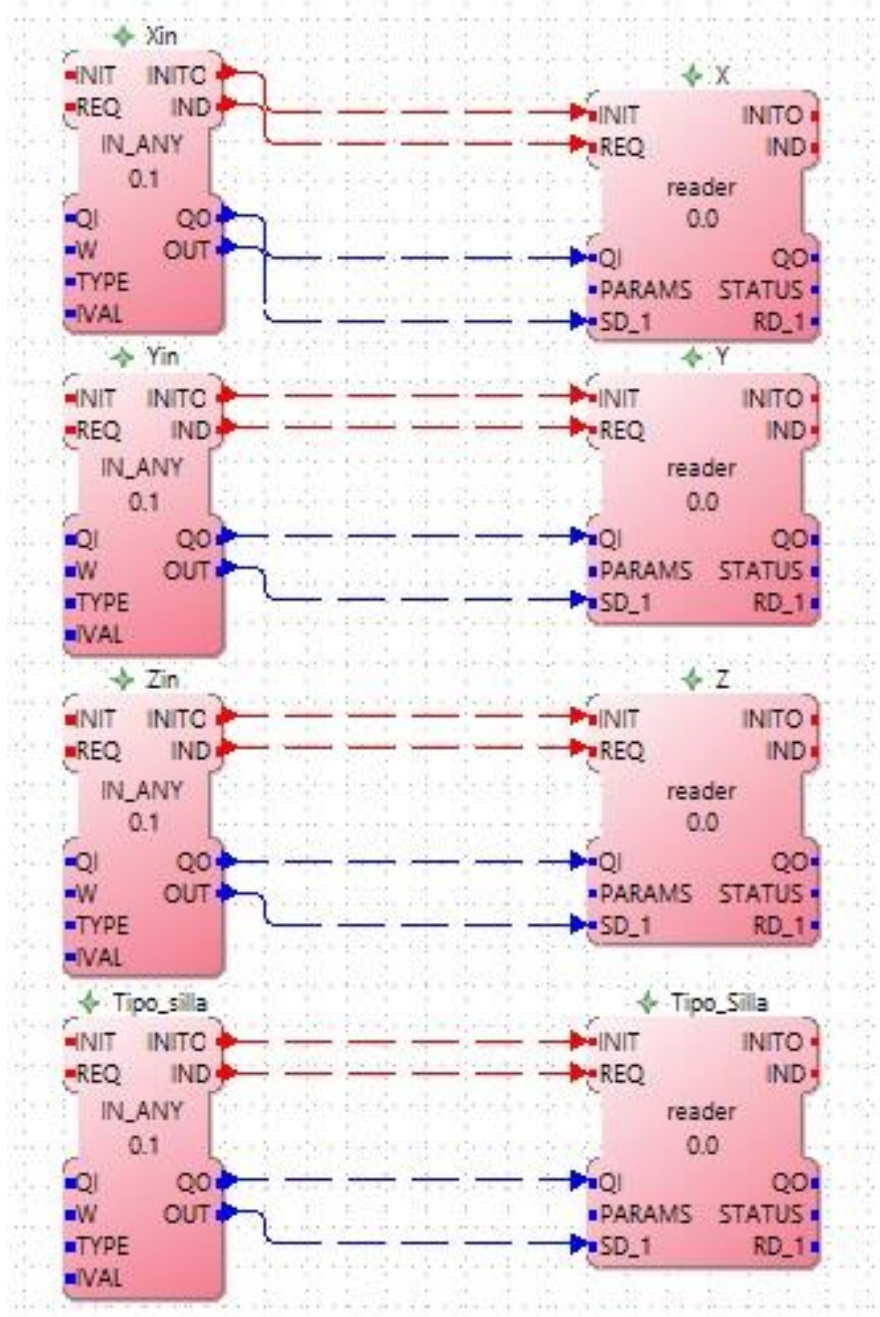 Xin
INIT INITO
REQ IND
IN_ANY
0.1
QI QO
W OUT
TYPE
IVAL
X
INIT INITO
REQ IND
reader
0.0
QI QO
PARAMS STATUS
SD_1 RD_1
Yin
INIT INITO
REQ IND
IN_ANY
0.1
QI QO
W OUT
TYPE
IVAL
Y
INIT INITO
REQ IND
reader
0.0
QI QO
PARAMS STATUS
SD_1 RD_1
Zin
INIT INITO
REQ IND
IN_ANY
0.1
QI QO
W OUT
TYPE
IVAL
Z
INIT INITO
REQ IND
reader
0.0
QI QO
PARAMS STATUS
SD_1 RD_1
Tipo_silla
INIT INITO
REQ IND
IN_ANY
0.1
QI QO
W OUT
TYPE
IVAL
Tipo_Silla
INIT INITO
REQ IND
reader
0.0
QI QO
PARAMS STATUS
SD_1 RD_1